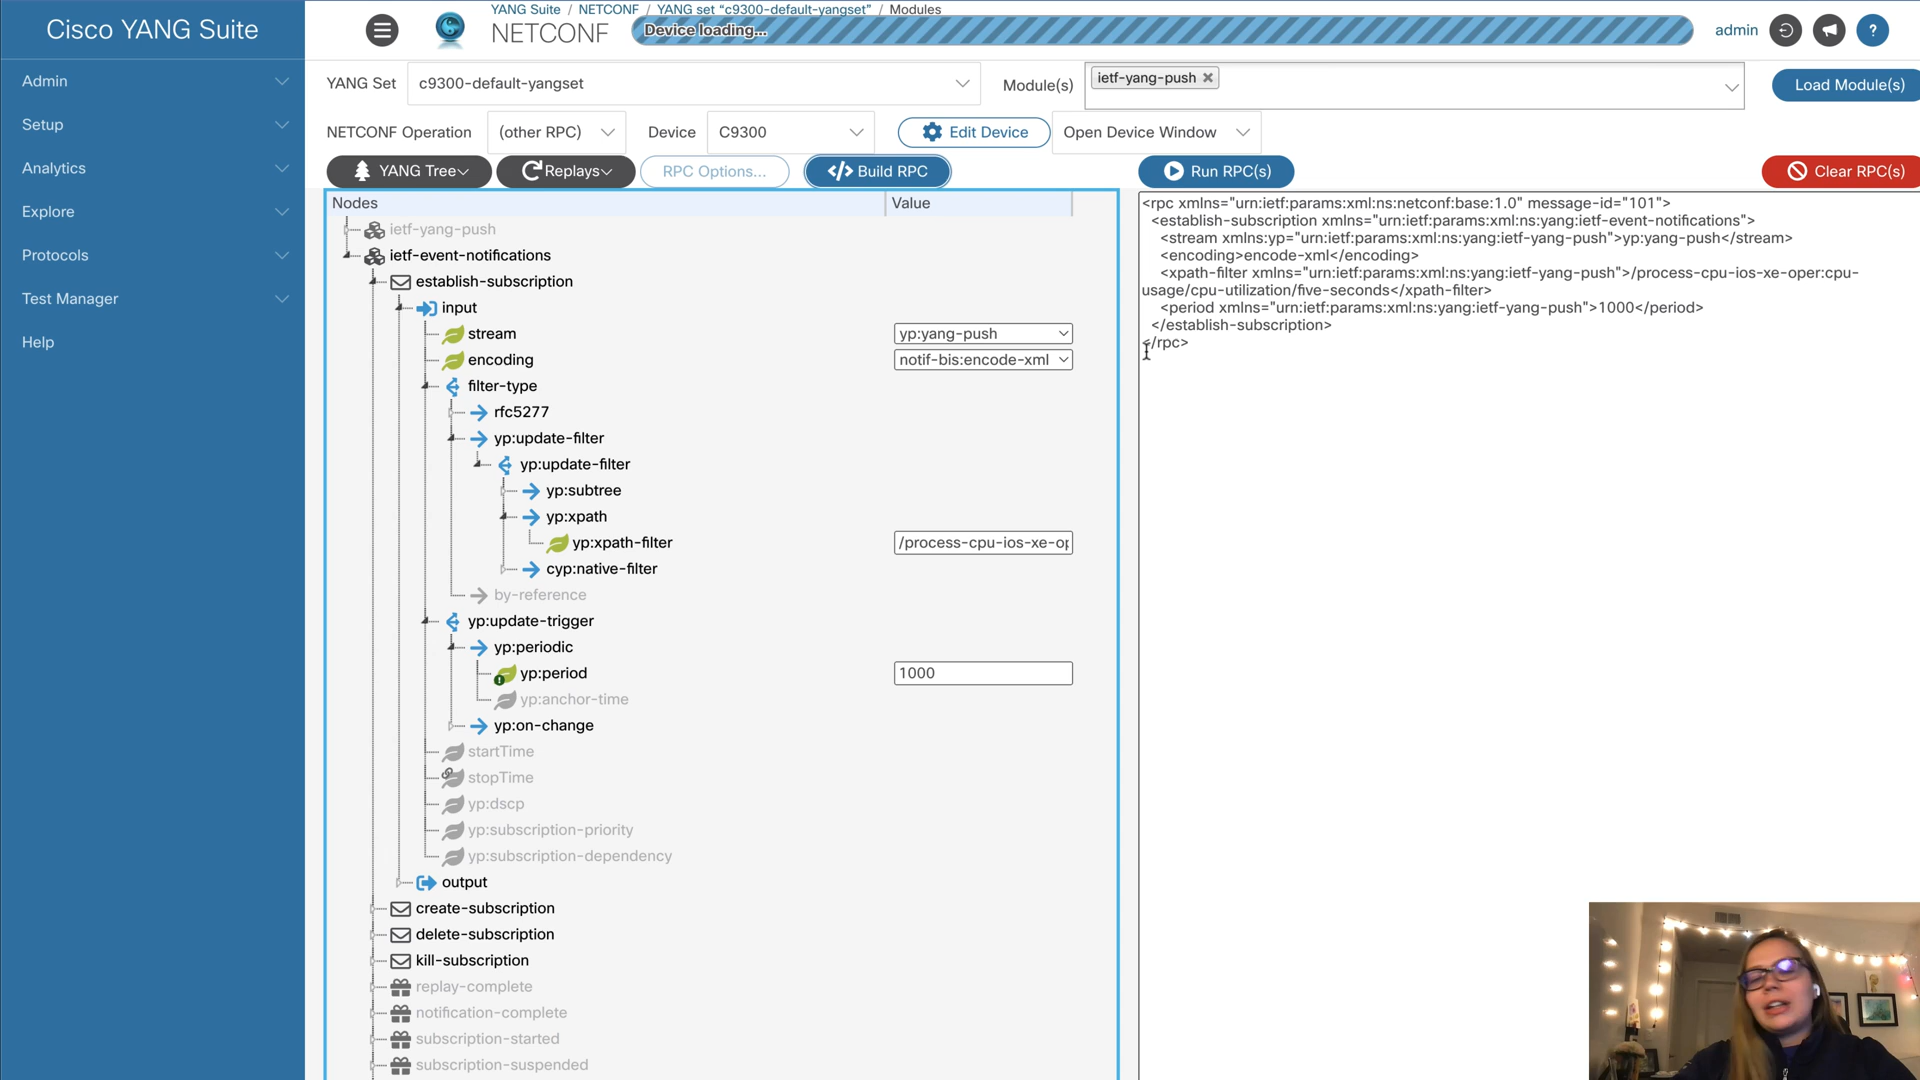 Cisco YANG Suite
Admin
Setup
Analytics
Explore
Protocols
Test Manager
Help
YANG Suite / NETCONF / YANG set “c9300-default-yangset” / Modules
NETCONF
Device loading...
admin
?
YANG Set
c9300-default-yangset
Module(s)
ietf-yang-push
Load Module(s)
NETCONF Operation
(other RPC)
Device
C9300
Edit Device
Open Device Window
YANG Tree
Replays
RPC Options...
</> Build RPC
Run RPC(s)
Clear RPC(s)
Nodes
Value
ietf-yang-push
ietf-event-notifications
establish-subscription
input
stream
yp:yang-push
encoding
notif-bis:encode-xml
filter-type
rfc5277
yp:update-filter
yp:update-filter
yp:subtree
yp:xpath
yp:xpath-filter
/process-cpu-ios-xe-op
cyp:native-filter
by-reference
yp:update-trigger
yp:periodic
yp:period
1000
yp:anchor-time
yp:on-change
startTime
stopTime
yp:dscp
yp:subscription-priority
yp:subscription-dependency
output
create-subscription
delete-subscription
kill-subscription
replay-complete
notification-complete
subscription-started
subscription-suspended
<rpc xmlns="urn:ietf:params:xml:ns:netconf:base:1.0" message-id="101">
<establish-subscription xmlns="urn:ietf:params:xml:ns:yang:ietf-event-notifications">
<stream xmlns:yp="urn:ietf:params:xml:ns:yang:ietf-yang-push">yp:yang-push</stream>
<encoding>encode-xml</encoding>
<xpath-filter xmlns="urn:ietf:params:xml:ns:yang:ietf-yang-push">/process-cpu-ios-xe-oper:cpu-
usage/cpu-utilization/five-seconds</xpath-filter>
<period xmlns="urn:ietf:params:xml:ns:yang:ietf-yang-push">1000</period>
</establish-subscription>
</rpc>